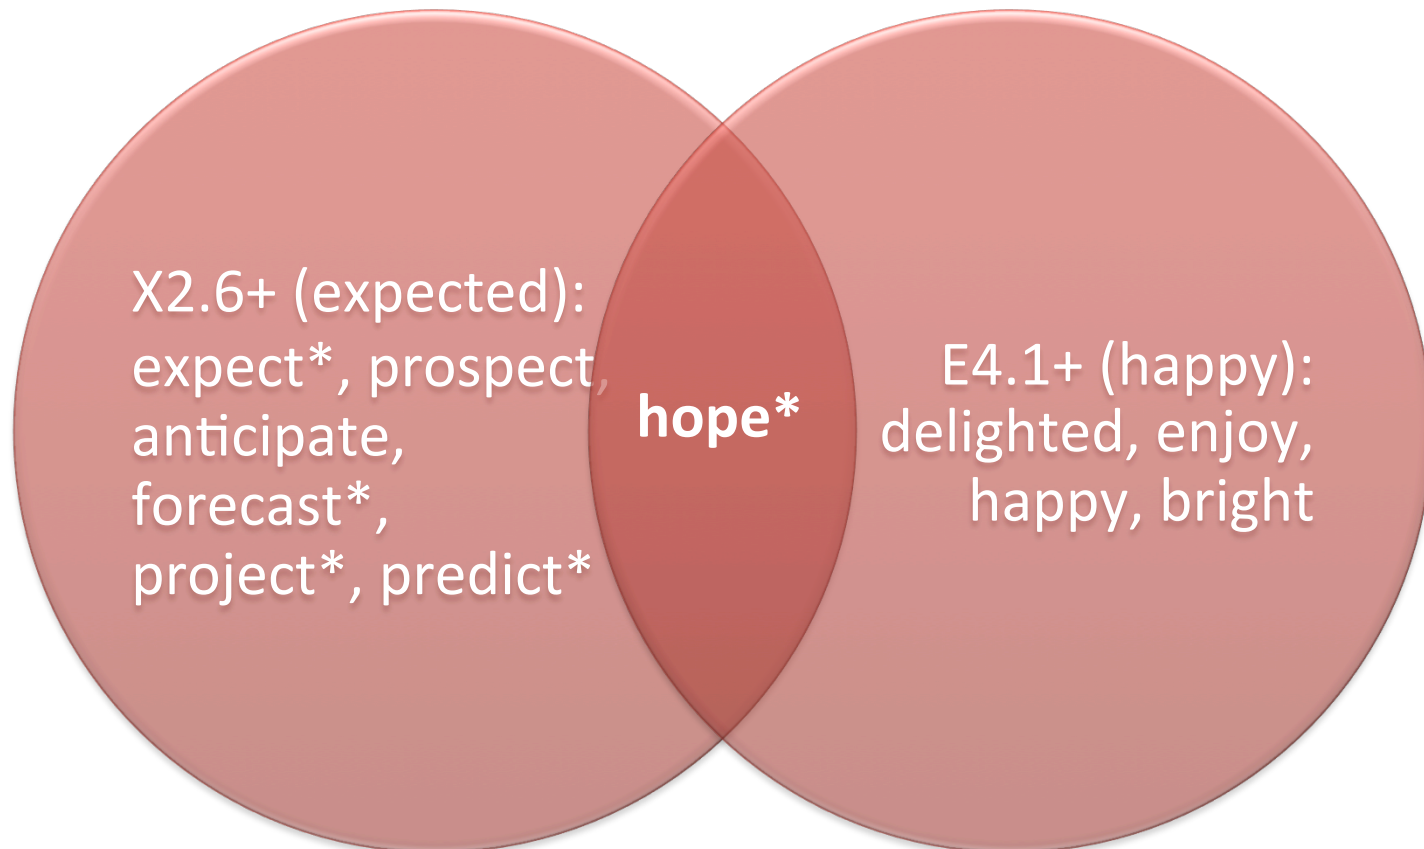 X2.6+ (expected):
expect*, prospect,
anticipate,
forecast*,
project*, predict*
hope*
E4.1+ (happy):
delighted, enjoy,
happy, bright